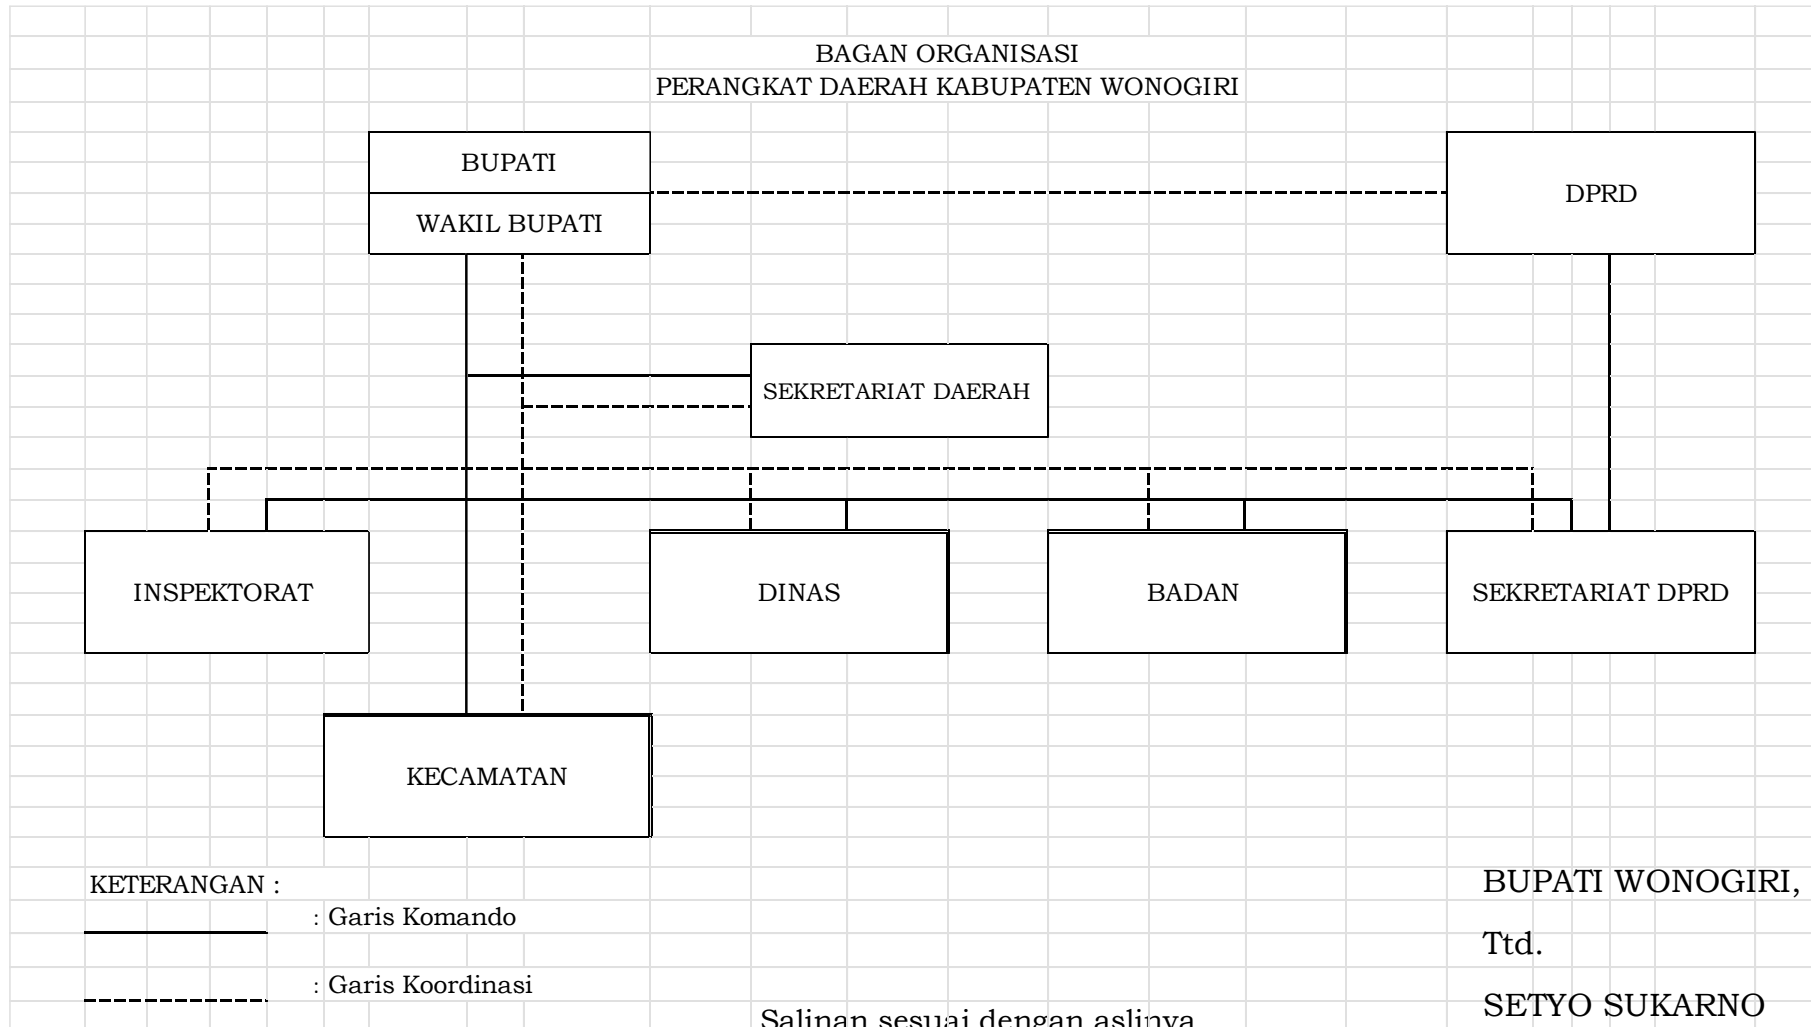 BAGAN ORGANISASI
PERANGKAT DAERAH KABUPATEN WONOGIRI
BUPATI
WAKIL BUPATI
DPRD
SEKRETARIAT DAERAH
INSPEKTORAT
DINAS
BADAN
SEKRETARIAT DPRD
KECAMATAN
KETERANGAN :
: Garis Komando
: Garis Koordinasi
BUPATI WONOGIRI,
Ttd.
SETYO SUKARNO
Salinan sesuai dengan aslinya